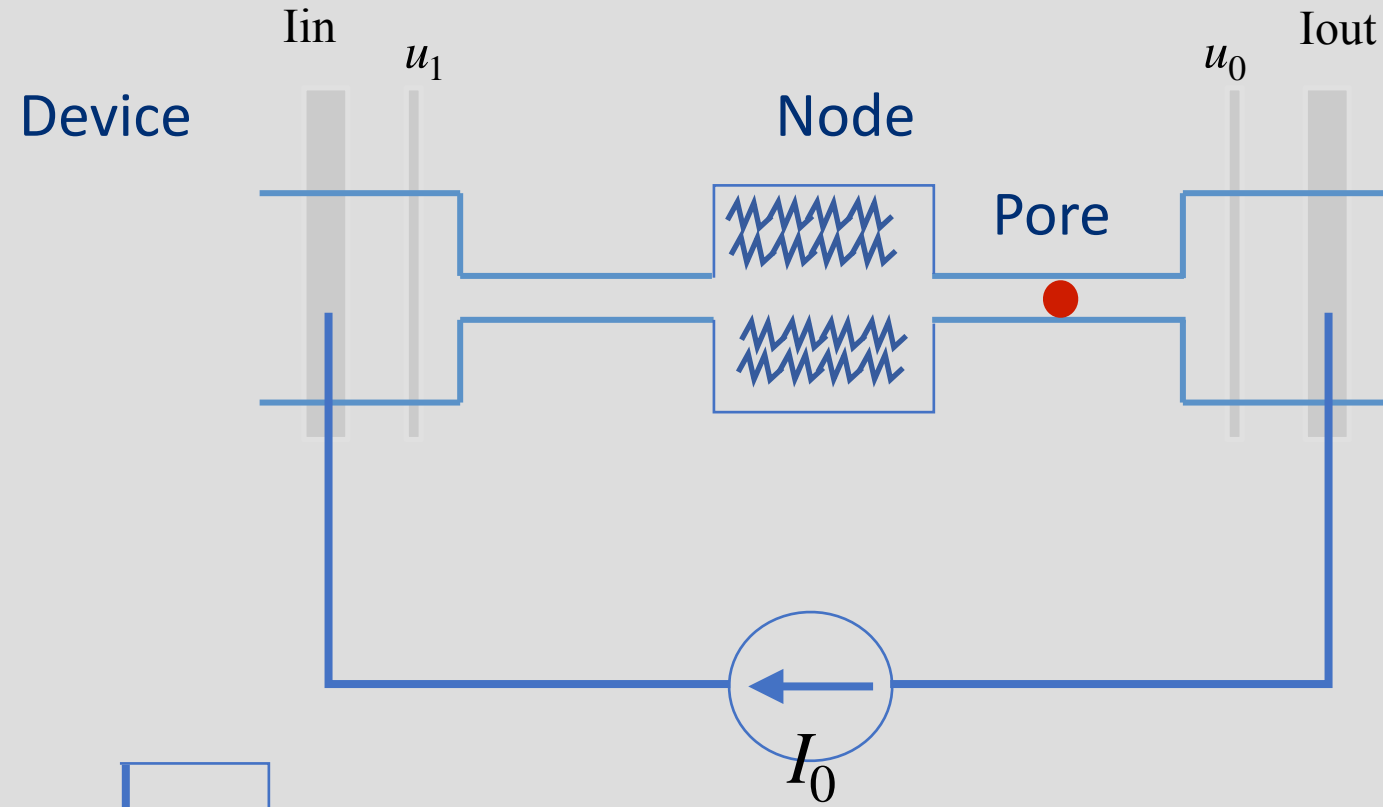 Iin
u₁
u₀
Iout
Device
Node
Pore
I₀